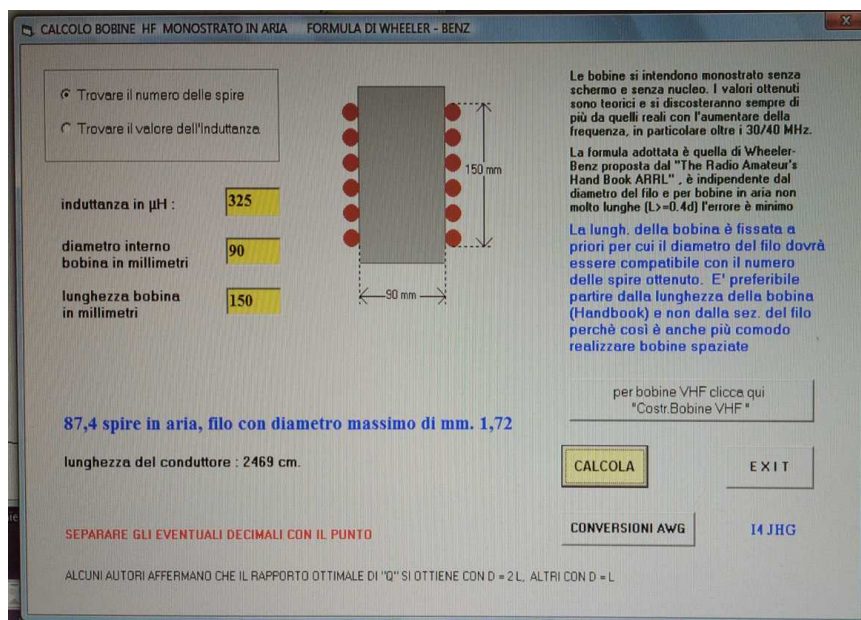 CALCOLO BOBINE HF MONOSTRATO IN ARIA FORMULA DI WHEELER - BENZ
Trovare il numero delle spire
Trovare il valore dell'Induttanza
induttanza in µH :
325
diametro interno
bobina in millimetri
90
lunghezza bobina
in millimetri
150
150 mm
90 mm
Le bobine si intendono monostrato senza
schermo e senza nucleo. I valori ottenuti
sono teorici e si discosteranno sempre di
più da quelli reali con l'aumentare della
frequenza, in particolare oltre i 30/40 MHz.
La formula adottata è quella di Wheeler-
Benz proposta dal "The Radio Amateur's
Hand Book ARRL" , è indipendente dal
diametro del filo e per bobine in aria non
molto lunghe (L>=0.4d) l'errore è minimo
La lungh. della bobina è fissata a
priori per cui il diametro del filo dovrà
essere compatibile con il numero
delle spire ottenuto. E' preferibile
partire dalla lunghezza della bobina
(Handbook) e non dalla sez. del filo
perchè così è anche più comodo
realizzare bobine spaziate
per bobine VHF clicca qui
"Costr.Bobine VHF "
87,4 spire in aria, filo con diametro massimo di mm. 1,72
lunghezza del conduttore : 2469 cm.
CALCOLA
EXIT
SEPARARE GLI EVENTUALI DECIMALI CON IL PUNTO
CONVERSIONI AWG
I4 JHG
ALCUNI AUTORI AFFERMANO CHE IL RAPPORTO OTTIMALE DI "Q" SI OTTIENE CON D = 2 L, ALTRI CON D = L